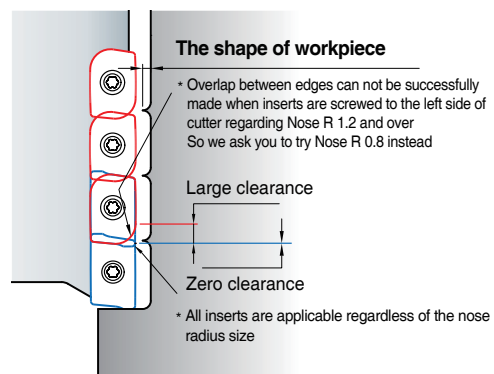 The shape of workpiece
* Overlap between edges can not be successfully
made when inserts are screwed to the left side of
cutter regarding Nose R 1.2 and over
So we ask you to try Nose R 0.8 instead
Large clearance
Zero clearance
* All inserts are applicable regardless of the nose
radius size